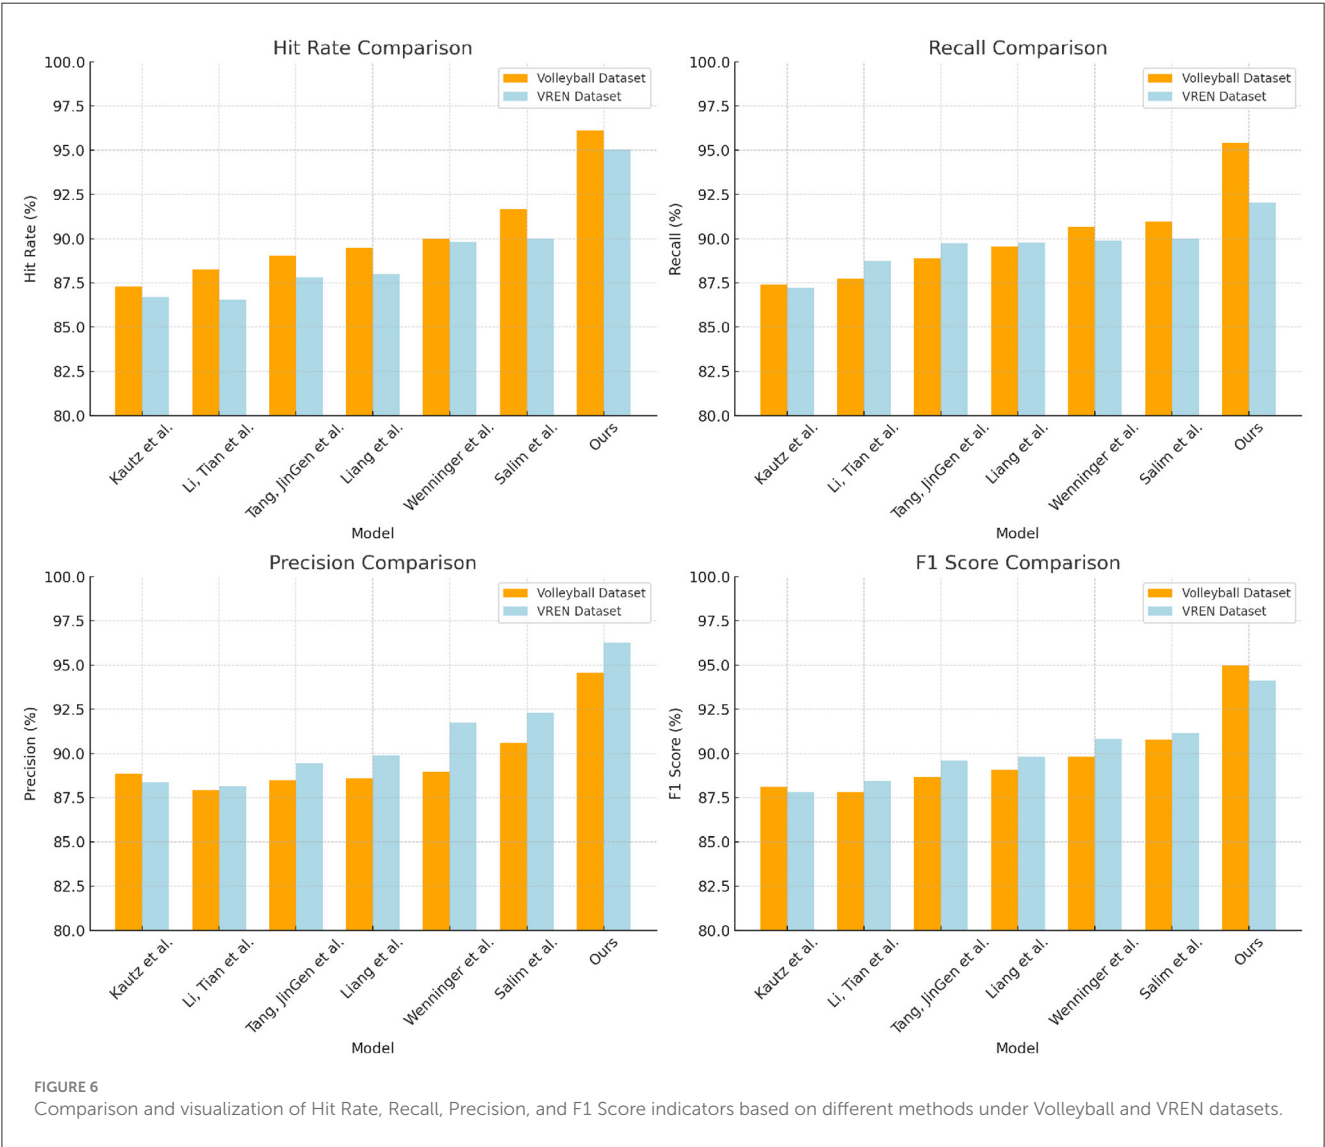 Hit Rate Comparison
100.0
97.5
95.0
92.5
90.0
87.5
85.0
82.5
80.0
Hit Rate (%)
Volleyball Dataset
VREN Dataset
Kautz et al.
Li, Tian et al.
Tang, JinGen et al.
Liang et al.
Wenninger et al.
Salim et al.
Ours
Model
Recall Comparison
100.0
97.5
95.0
92.5
90.0
87.5
85.0
82.5
80.0
Recall (%)
Volleyball Dataset
VREN Dataset
Kautz et al.
Li, Tian et al.
Tang, JinGen et al.
Liang et al.
Wenninger et al.
Salim et al.
Ours
Model
Precision Comparison
100.0
97.5
95.0
92.5
90.0
87.5
85.0
82.5
80.0
Precision (%)
Volleyball Dataset
VREN Dataset
Kautz et al.
Li, Tian et al.
Tang, JinGen et al.
Liang et al.
Wenninger et al.
Salim et al.
Ours
Model
F1 Score Comparison
100.0
97.5
95.0
92.5
90.0
87.5
85.0
82.5
80.0
F1 Score (%)
Volleyball Dataset
VREN Dataset
Kautz et al.
Li, Tian et al.
Tang, JinGen et al.
Liang et al.
Wenninger et al.
Salim et al.
Ours
Model
FIGURE 6
Comparison and visualization of Hit Rate, Recall, Precision, and F1 Score indicators based on different methods under Volleyball and VREN datasets.